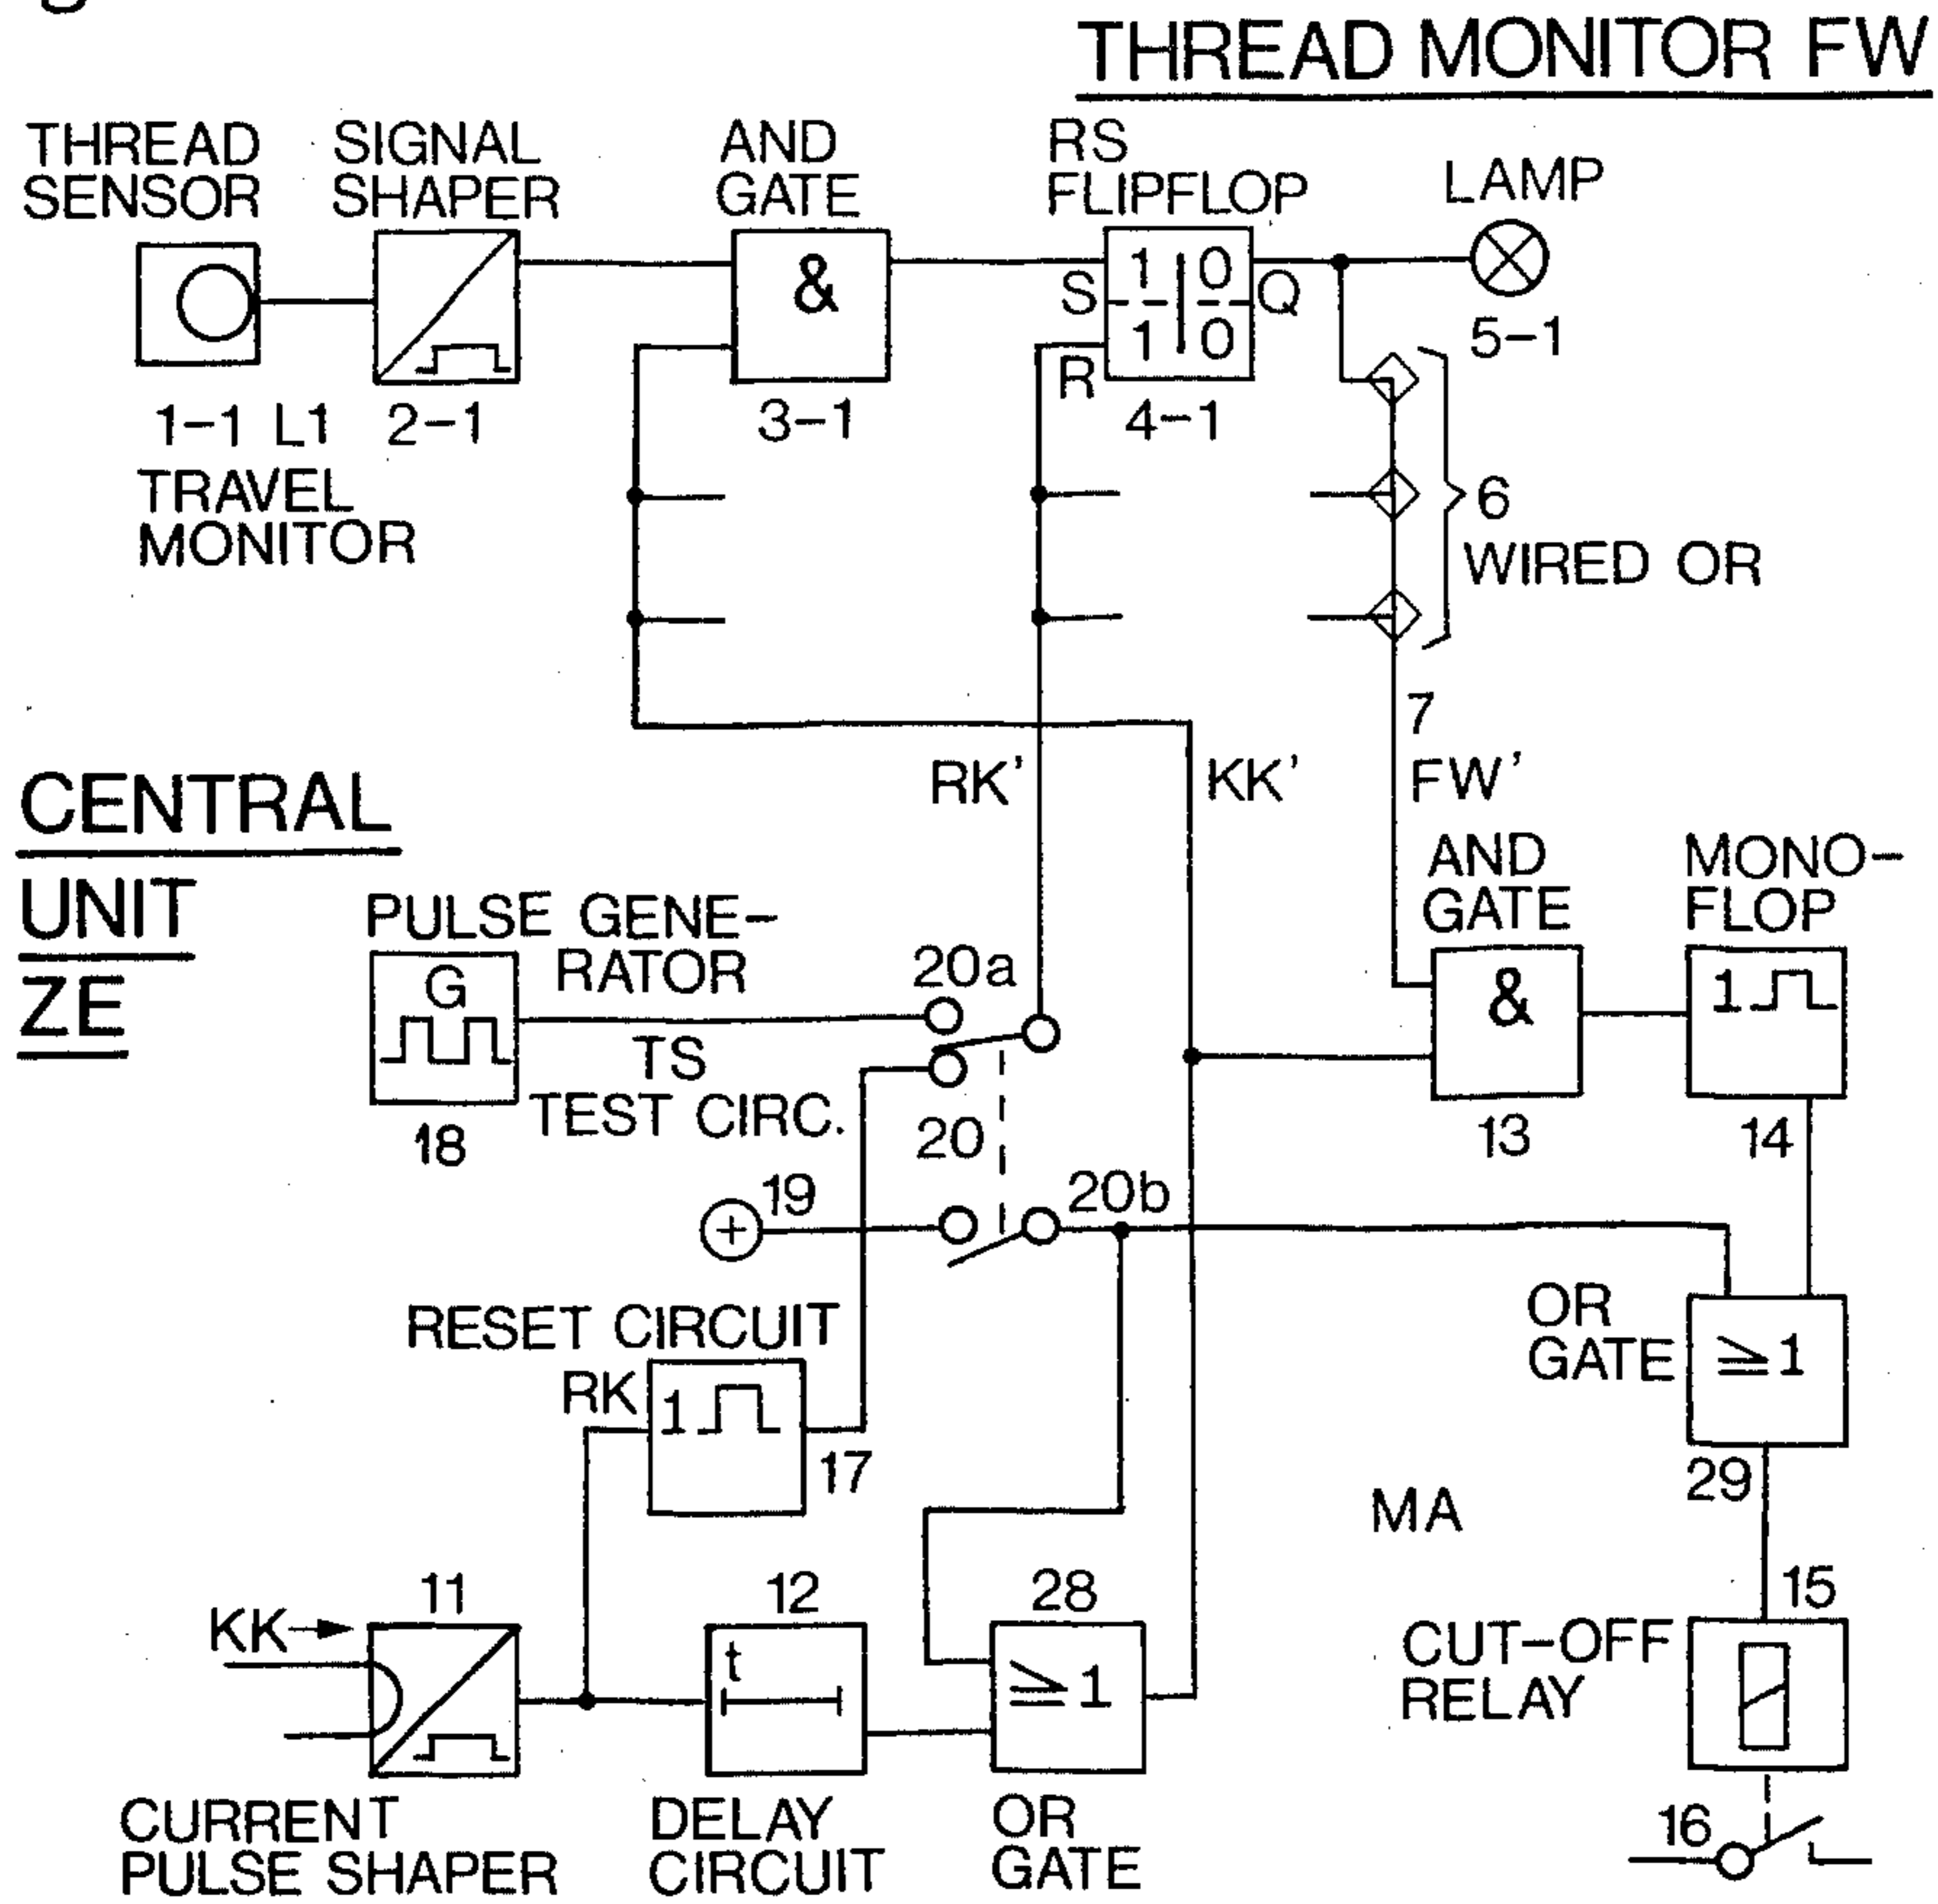 THREAD MONITOR FW
THREAD
SENSOR
SIGNAL
SHAPER
AND
GATE
RS
FLIPFLOP
LAMP
&
1 0
S Q
1 0
R
5-1
1-1 L1
2-1
3-1
4-1
TRAVEL
MONITOR
6
WIRED OR
7
RK'
KK'
FW'
CENTRAL
UNIT
ZE
AND
GATE
MONO-
FLOP
PULSE GENE-
RATOR
G
20a
&
1
TS
TEST CIRC.
18
20
13
14
19
+
20b
RESET CIRCUIT
OR
GATE
≧1
RK
1
17
29
MA
KK
11
12
28
15
t
≧1
CUT-OFF
RELAY
CURRENT
PULSE SHAPER
DELAY
CIRCUIT
OR
GATE
16